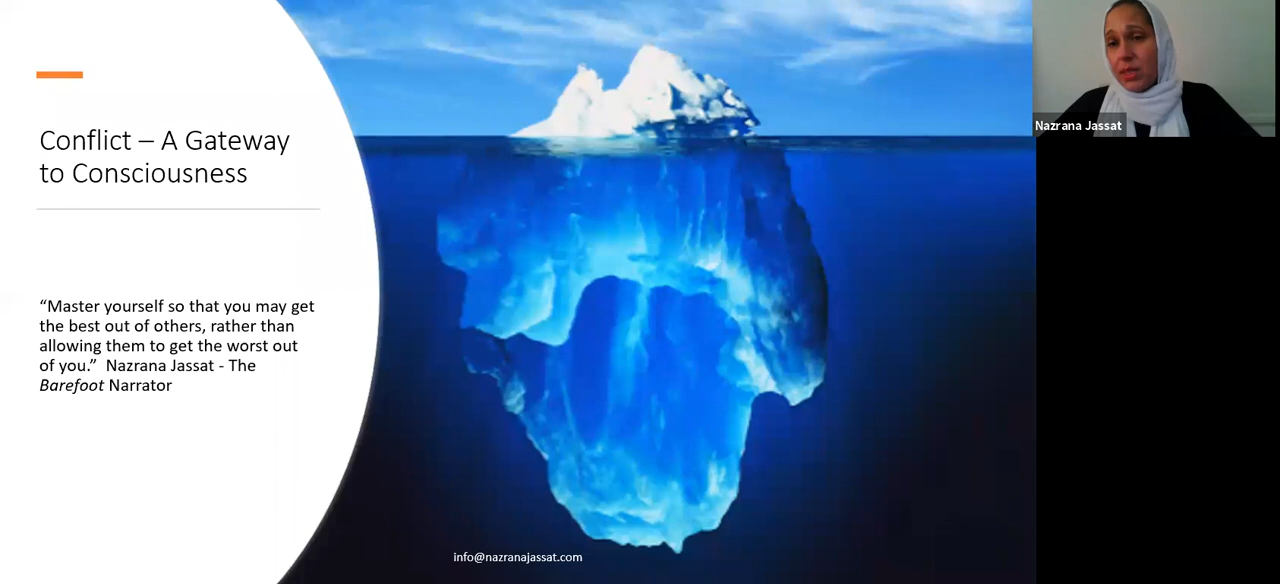 Conflict – A Gateway
to Consciousness
“Master yourself so that you may get
the best out of others, rather than
allowing them to get the worst out
of you.”  Nazrana Jassat - The
Barefoot Narrator
info@nazranajassat.com
Nazrana Jassat